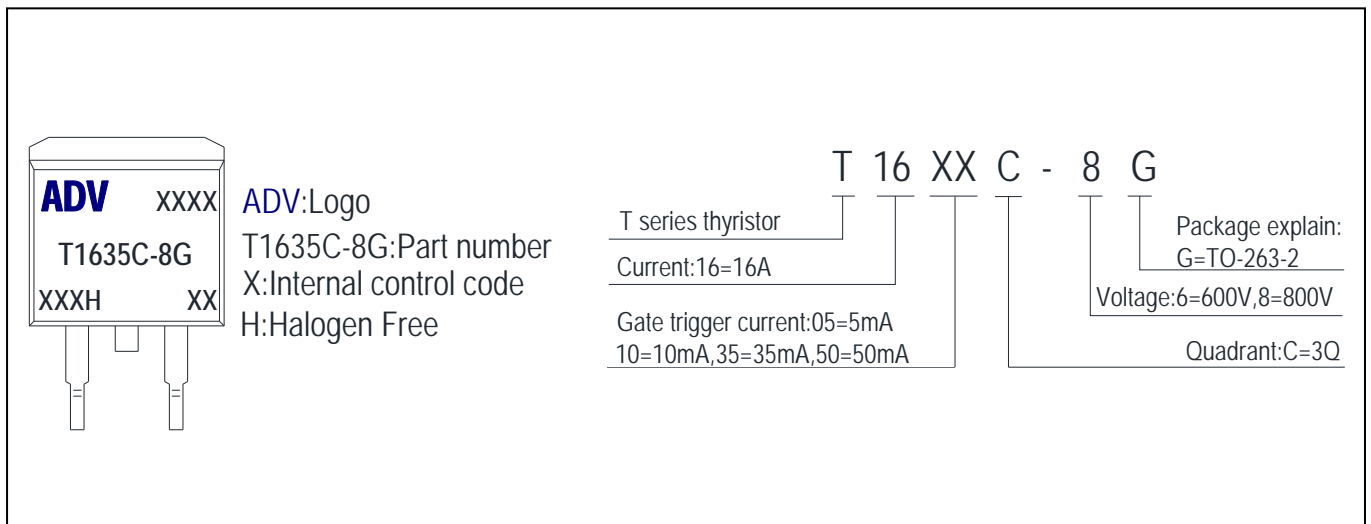 ADV XXXX
T1635C-8G
XXXH XX
ADV:Logo
T1635C-8G:Part number
X:Internal control code
H:Halogen Free
T 16 XX C - 8 G
T series thyristor
Current:16=16A
Gate trigger current:05=5mA
10=10mA,35=35mA,50=50mA
Package explain:
G=TO-263-2
Voltage:6=600V,8=800V
Quadrant:C=3Q